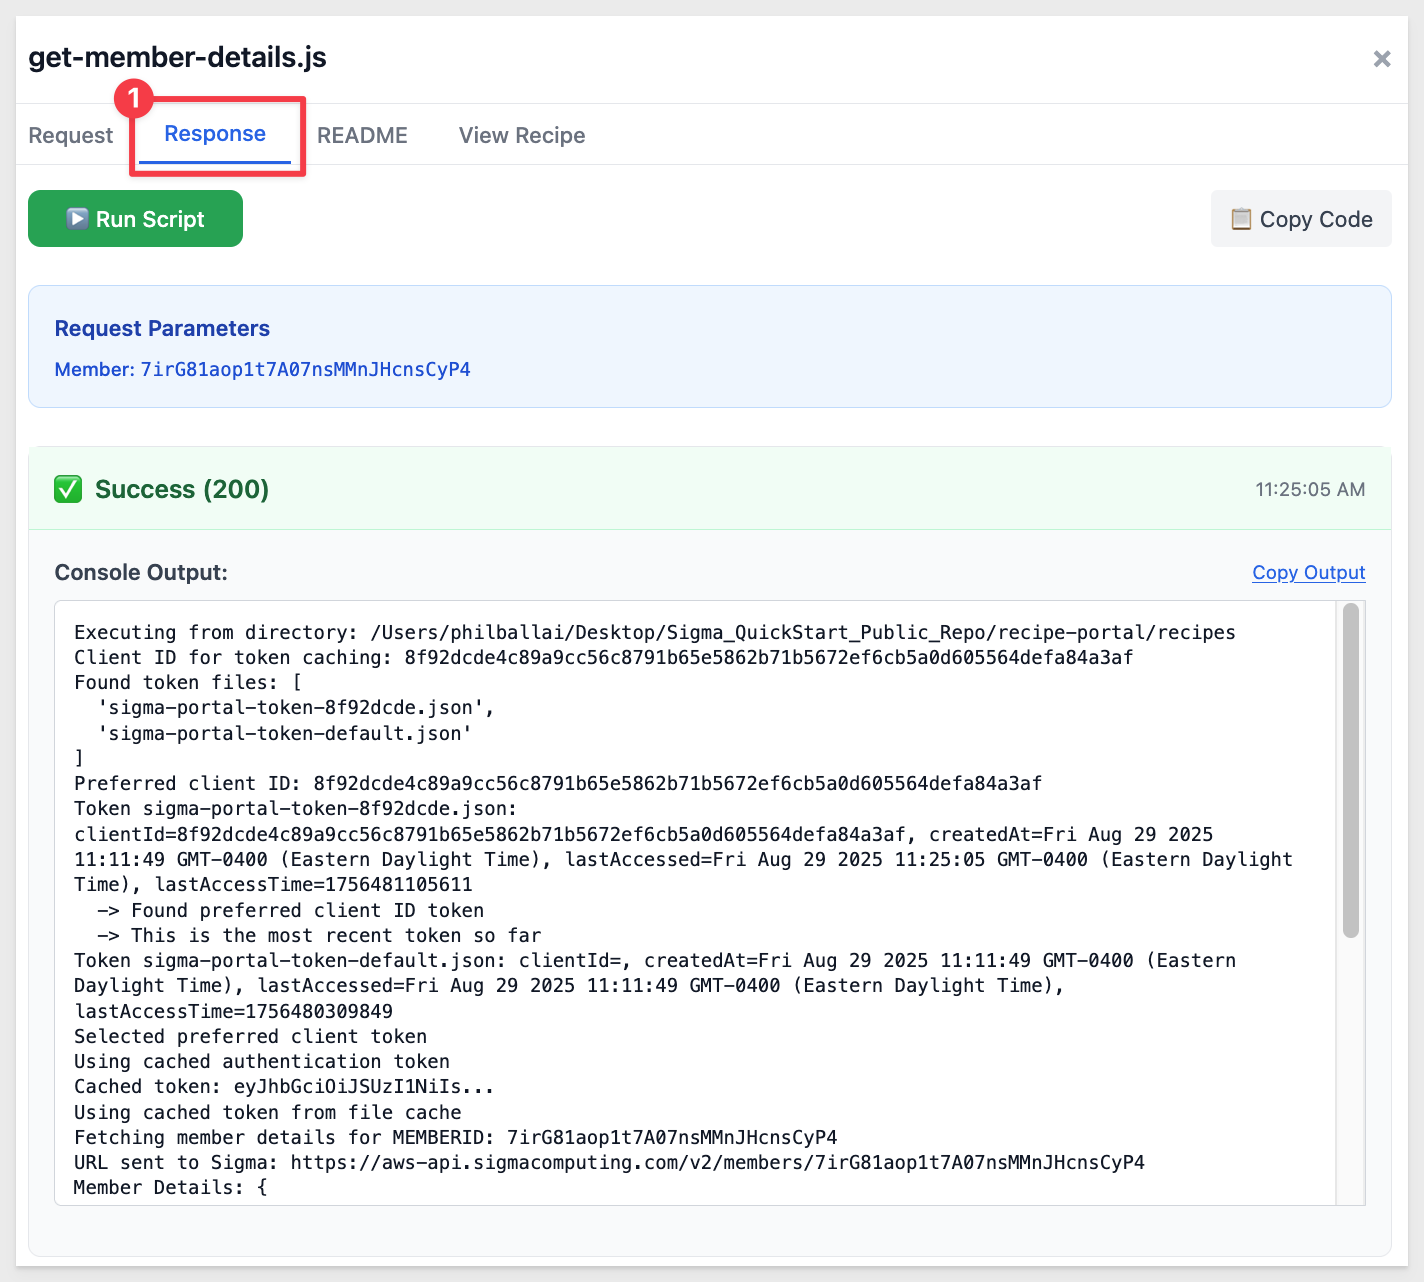 get-member-details.js
×
1
Request Response README View Recipe
Run Script
Copy Code
Request Parameters
Member: 7irG81aop1t7A07nsMMnJHcnsCyP4
Success (200)
11:25:05 AM
Console Output:
Copy Output
Executing from directory: /Users/philballai/Desktop/Sigma_QuickStart_Public_Repo/recipe-portal/recipes
Client ID for token caching: 8f92dcde4c89a9cc56c8791b65e5862b71b5672ef6cb5a0d605564defa84a3af
Found token files: [
  'sigma-portal-token-8f92dcde.json',
  'sigma-portal-token-default.json'
]
Preferred client ID: 8f92dcde4c89a9cc56c8791b65e5862b71b5672ef6cb5a0d605564defa84a3af
Token sigma-portal-token-8f92dcde.json:
clientId=8f92dcde4c89a9cc56c8791b65e5862b71b5672ef6cb5a0d605564defa84a3af, createdAt=Fri Aug 29 2025
11:11:49 GMT-0400 (Eastern Daylight Time), lastAccessed=Fri Aug 29 2025 11:25:05 GMT-0400 (Eastern Daylight
Time), lastAccessTime=1756481105611
  -> Found preferred client ID token
  -> This is the most recent token so far
Token sigma-portal-token-default.json: clientId=, createdAt=Fri Aug 29 2025 11:11:49 GMT-0400 (Eastern
Daylight Time), lastAccessed=Fri Aug 29 2025 11:11:49 GMT-0400 (Eastern Daylight Time),
lastAccessTime=1756480309849
Selected preferred client token
Using cached authentication token
Cached token: eyJhbGciOiJSUzI1NiIs...
Using cached token from file cache
Fetching member details for MEMBERID: 7irG81aop1t7A07nsMMnJHcnsCyP4
URL sent to Sigma: https://aws-api.sigmacomputing.com/v2/members/7irG81aop1t7A07nsMMnJHcnsCyP4
Member Details: {